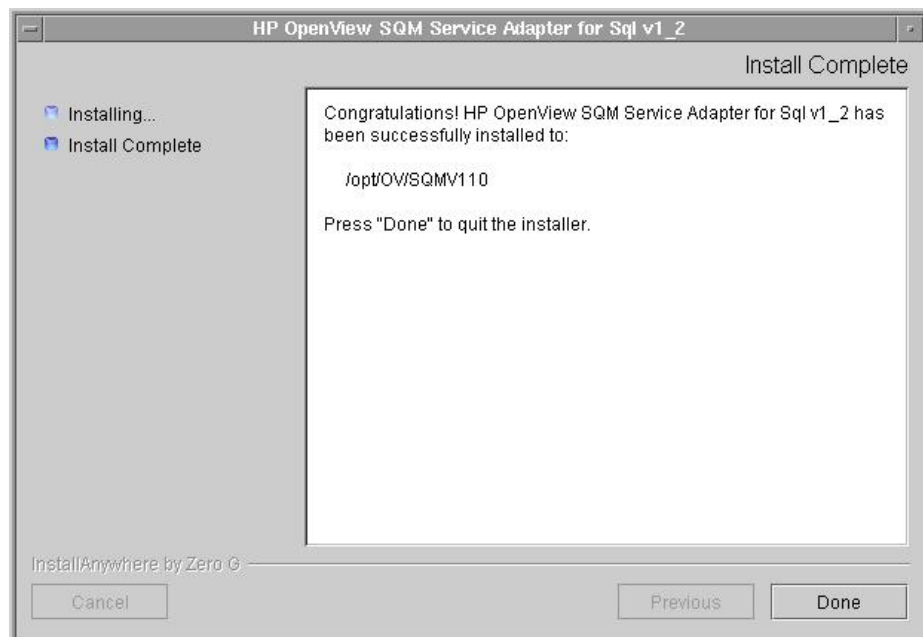 HP OpenView SQM Service Adapter for Sql v1_2
Install Complete
Installing...
Install Complete
Congratulations! HP OpenView SQM Service Adapter for Sql v1_2 has
been successfully installed to:
/opt/OV/SQMV110
Press "Done" to quit the installer.
InstallAnywhere by Zero G
Cancel
Previous
Done